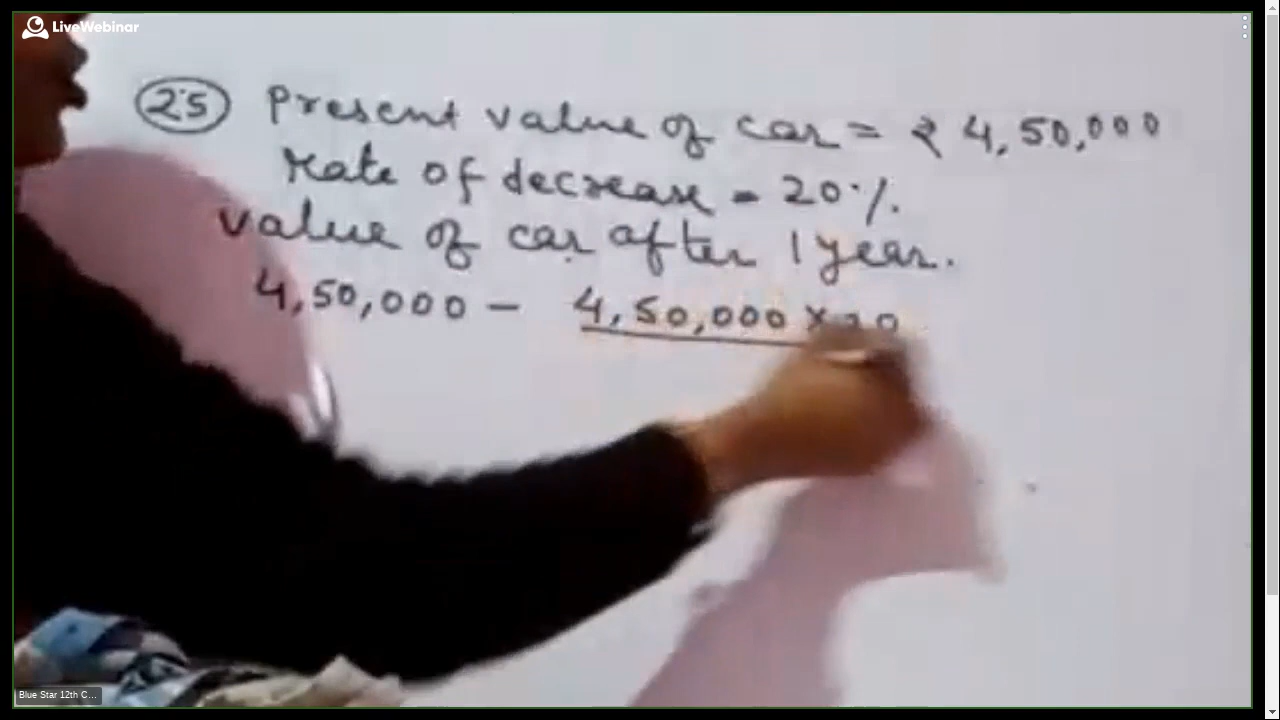 LiveWebinar
25 Present value of car = ₹ 4,50,000
rate of decrease = 20%.
value of car after 1 year.
4,50,000 - 4,50,000 × 20
Blue Star 12th C...